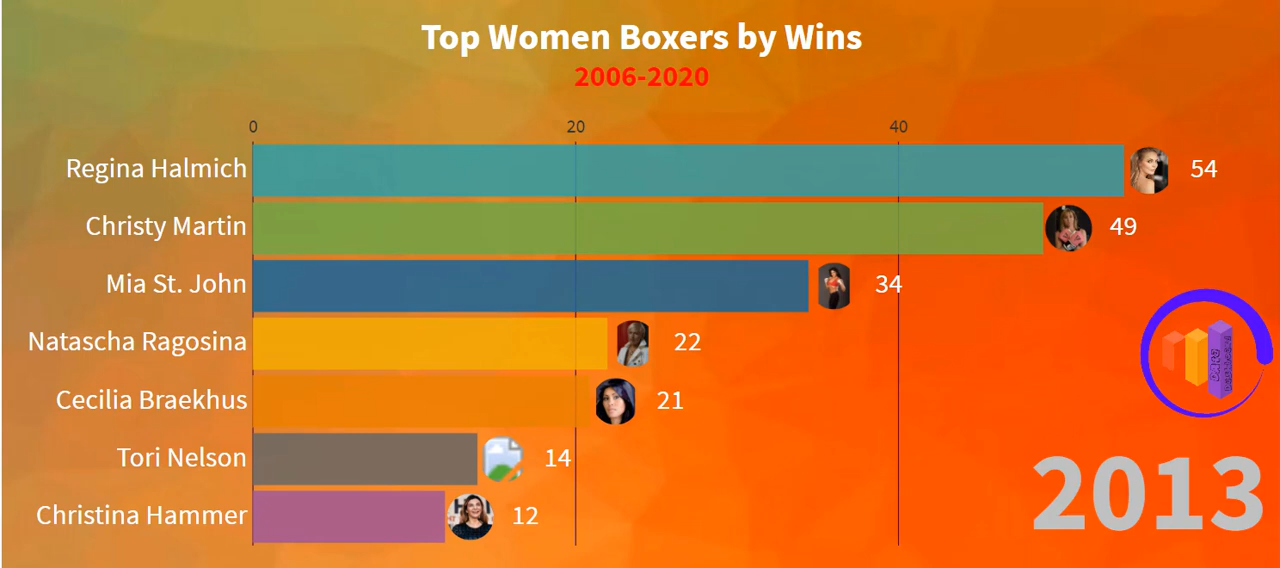 Top Women Boxers by Wins
2006-2020
0 20 40
Regina Halmich 54
Christy Martin 49
Mia St. John 34
Natascha Ragosina 22
Cecilia Braekhus 21
Tori Nelson 14
Christina Hammer 12
2013